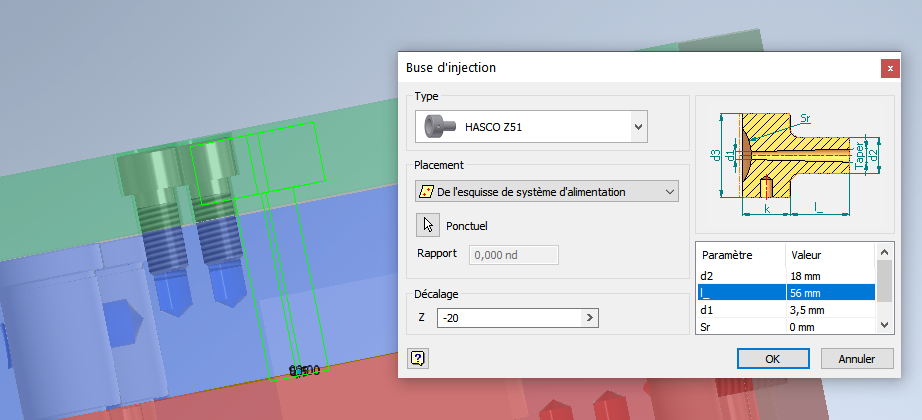 Buse d'injection
x
Type
HASCO Z51
Placement
De l'esquisse de système d'alimentation
Ponctuel
Rapport
0,000 nd
Décalage
Z
-20
Sr
d3
d1
Taper
d2
k
l_
Paramètre Valeur
d2 18 mm
l_ 56 mm
d1 3,5 mm
Sr 0 mm
?
OK
Annuler